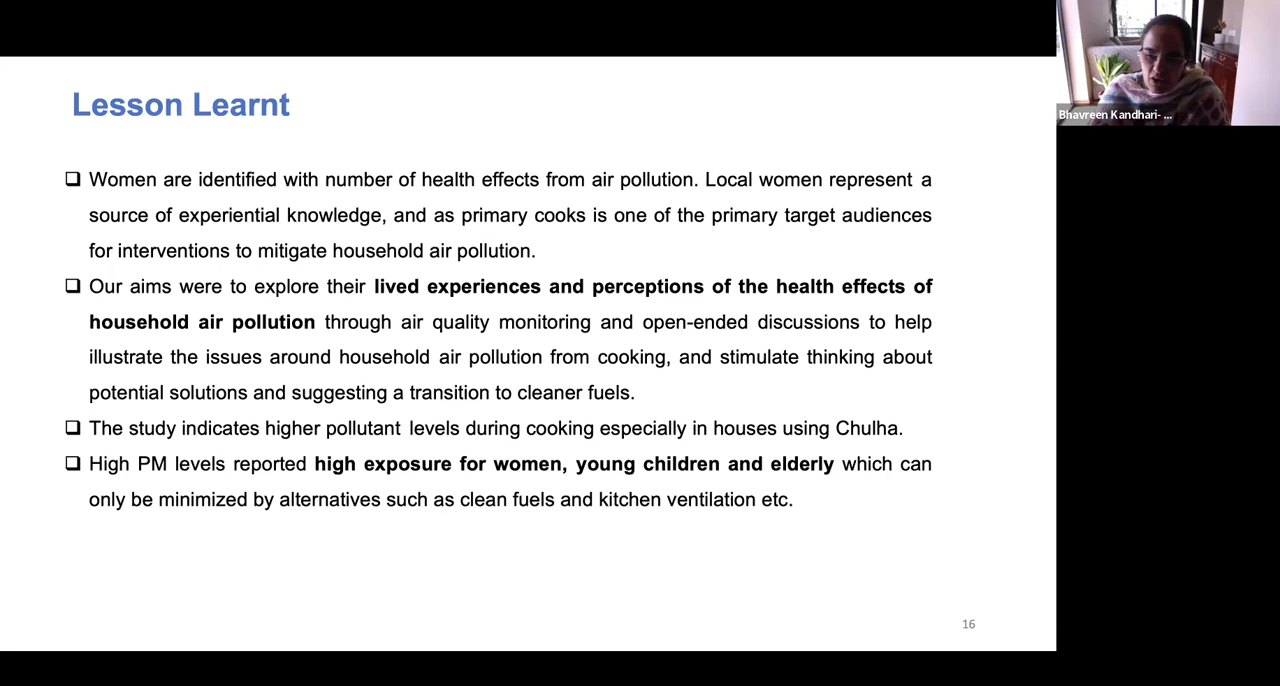 Lesson Learnt
❑ Women are identified with number of health effects from air pollution. Local women represent a
source of experiential knowledge, and as primary cooks is one of the primary target audiences
for interventions to mitigate household air pollution.
❑ Our aims were to explore their lived experiences and perceptions of the health effects of
household air pollution through air quality monitoring and open-ended discussions to help
illustrate the issues around household air pollution from cooking, and stimulate thinking about
potential solutions and suggesting a transition to cleaner fuels.
❑ The study indicates higher pollutant levels during cooking especially in houses using Chulha.
❑ High PM levels reported high exposure for women, young children and elderly which can
only be minimized by alternatives such as clean fuels and kitchen ventilation etc.
16
Bhavreen Kandhari- ...